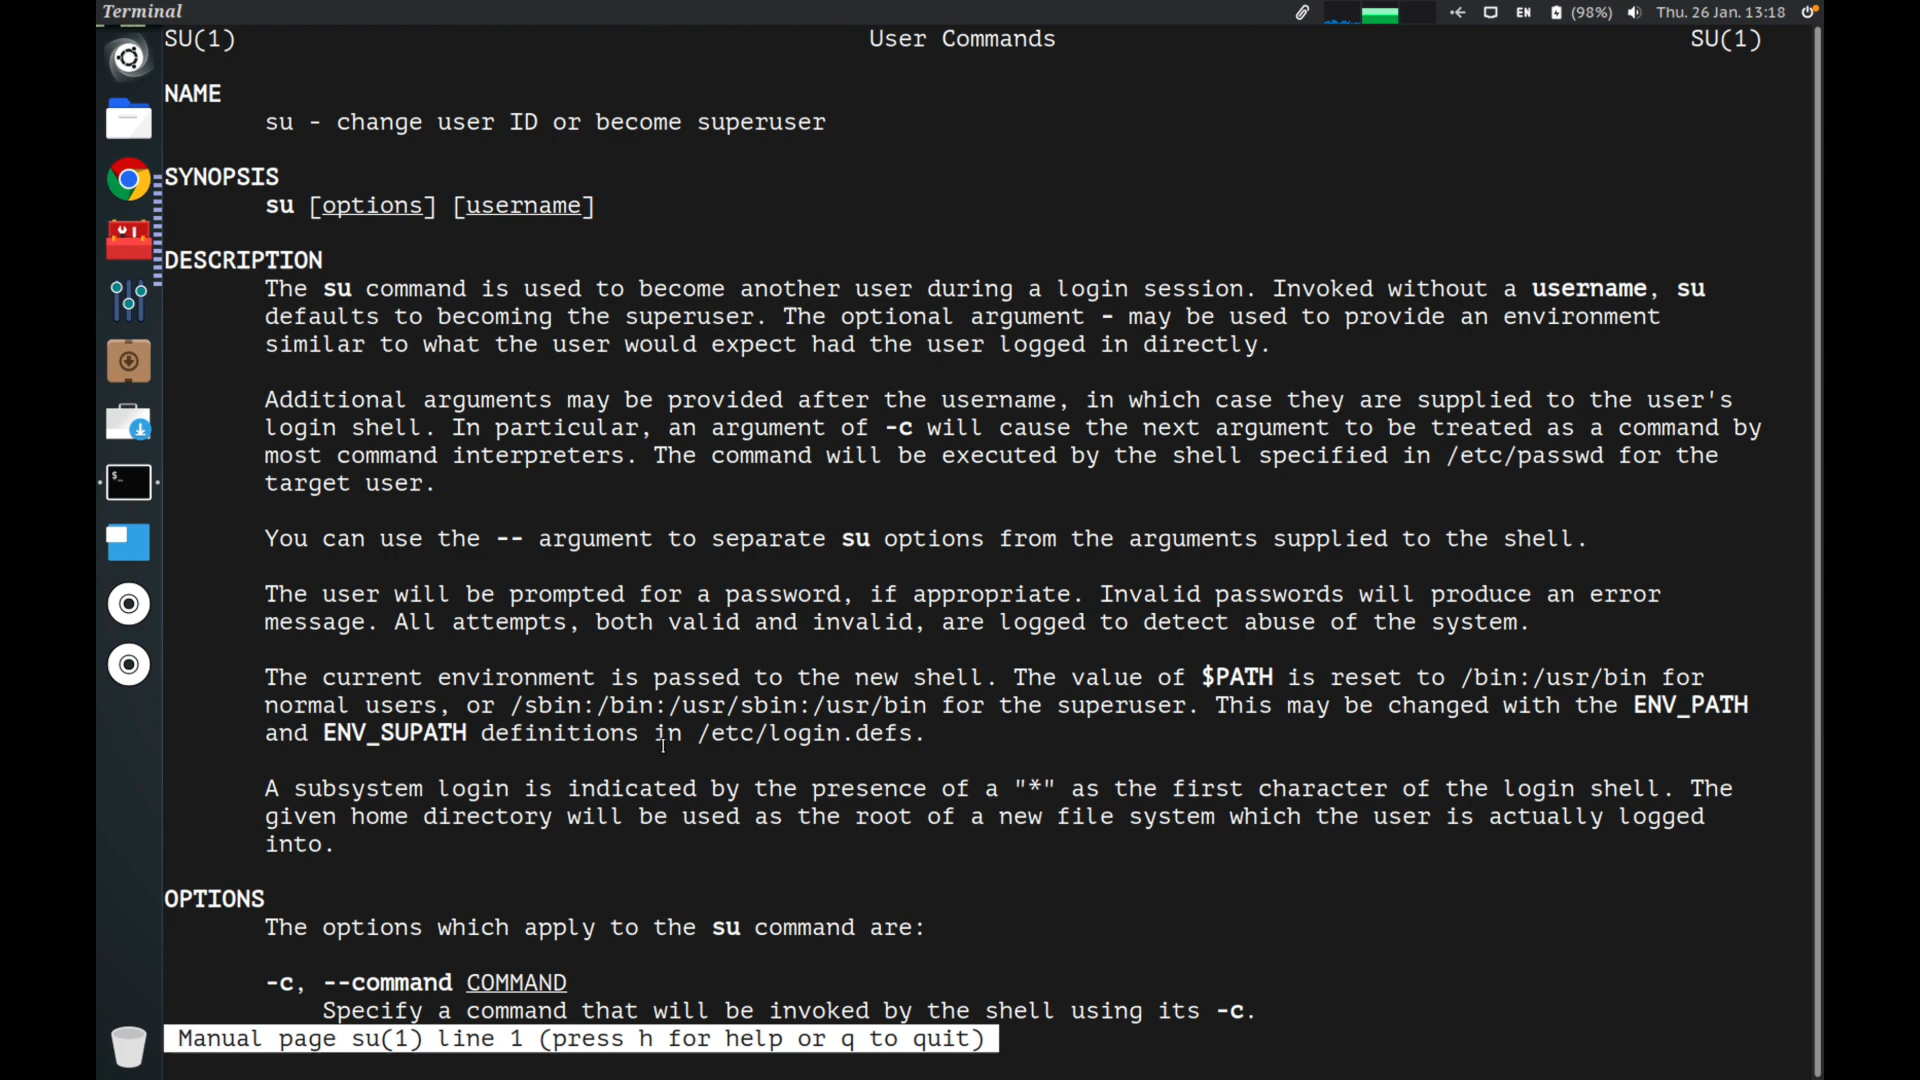 Terminal
EN (98%) Thu. 26 Jan. 13:18
SU(1) User Commands SU(1)
NAME
su - change user ID or become superuser
SYNOPSIS
su [options] [username]
DESCRIPTION
The su command is used to become another user during a login session. Invoked without a username, su
defaults to becoming the superuser. The optional argument - may be used to provide an environment
similar to what the user would expect had the user logged in directly.
Additional arguments may be provided after the username, in which case they are supplied to the user's
login shell. In particular, an argument of -c will cause the next argument to be treated as a command by
most command interpreters. The command will be executed by the shell specified in /etc/passwd for the
target user.
You can use the -- argument to separate su options from the arguments supplied to the shell.
The user will be prompted for a password, if appropriate. Invalid passwords will produce an error
message. All attempts, both valid and invalid, are logged to detect abuse of the system.
The current environment is passed to the new shell. The value of $PATH is reset to /bin:/usr/bin for
normal users, or /sbin:/bin:/usr/sbin:/usr/bin for the superuser. This may be changed with the ENV_PATH
and ENV_SUPATH definitions in /etc/login.defs.
A subsystem login is indicated by the presence of a "*" as the first character of the login shell. The
given home directory will be used as the root of a new file system which the user is actually logged
into.
OPTIONS
The options which apply to the su command are:
-c, --command COMMAND
Specify a command that will be invoked by the shell using its -c.
Manual page su(1) line 1 (press h for help or q to quit)